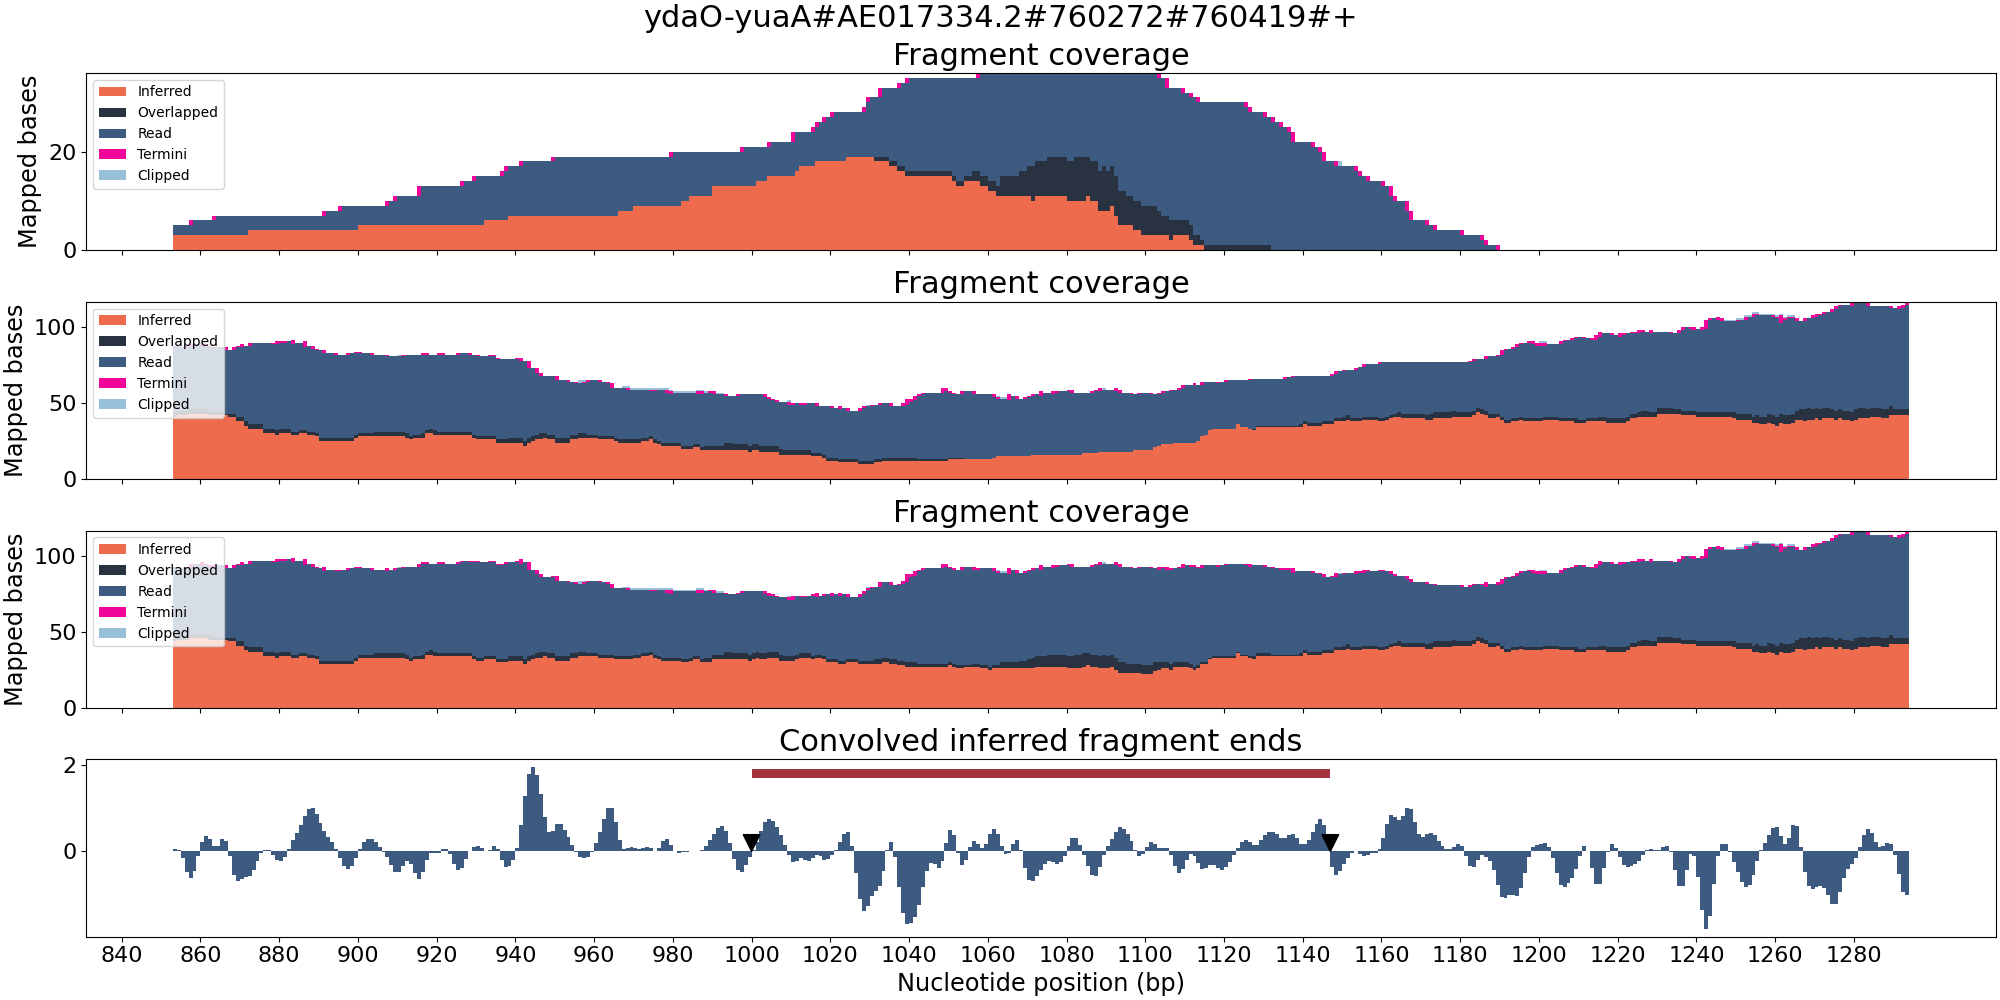 ydaO-yuaA#AE017334.2#760272#760419#+
Fragment coverage
Mapped bases
20
0
Inferred
Overlapped
Read
Termini
Clipped
Fragment coverage
Mapped bases
100
50
0
Inferred
Overlapped
Read
Termini
Clipped
Fragment coverage
Mapped bases
100
50
0
Inferred
Overlapped
Read
Termini
Clipped
Convolved inferred fragment ends
2
0
840 860 880 900 920 940 960 980 1000 1020 1040 1060 1080 1100 1120 1140 1160 1180 1200 1220 1240 1260 1280
Nucleotide position (bp)